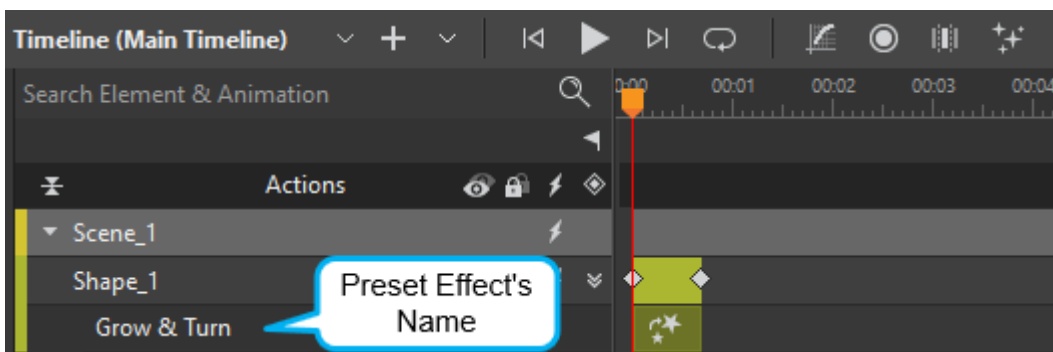 Timeline (Main Timeline)
Search Element & Animation
0:00 00:01 00:02 00:03 00:04
Actions
Scene_1
Shape_1
Preset Effect's
Name
Grow & Turn